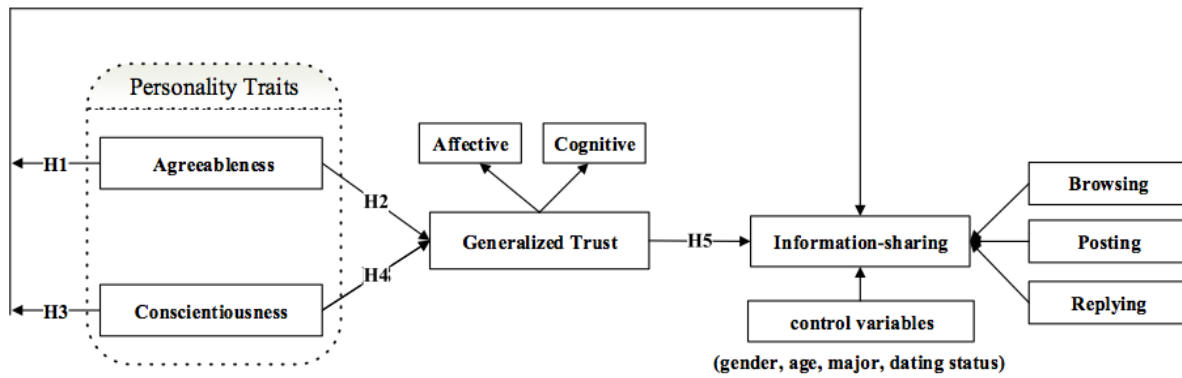 Personality Traits
Affective
Cognitive
H1
Agreeableness
Browsing
H2
Generalized Trust
H5
Information-sharing
Posting
H4
H3
Conscientiousness
control variables
Replying
(gender, age, major, dating status)